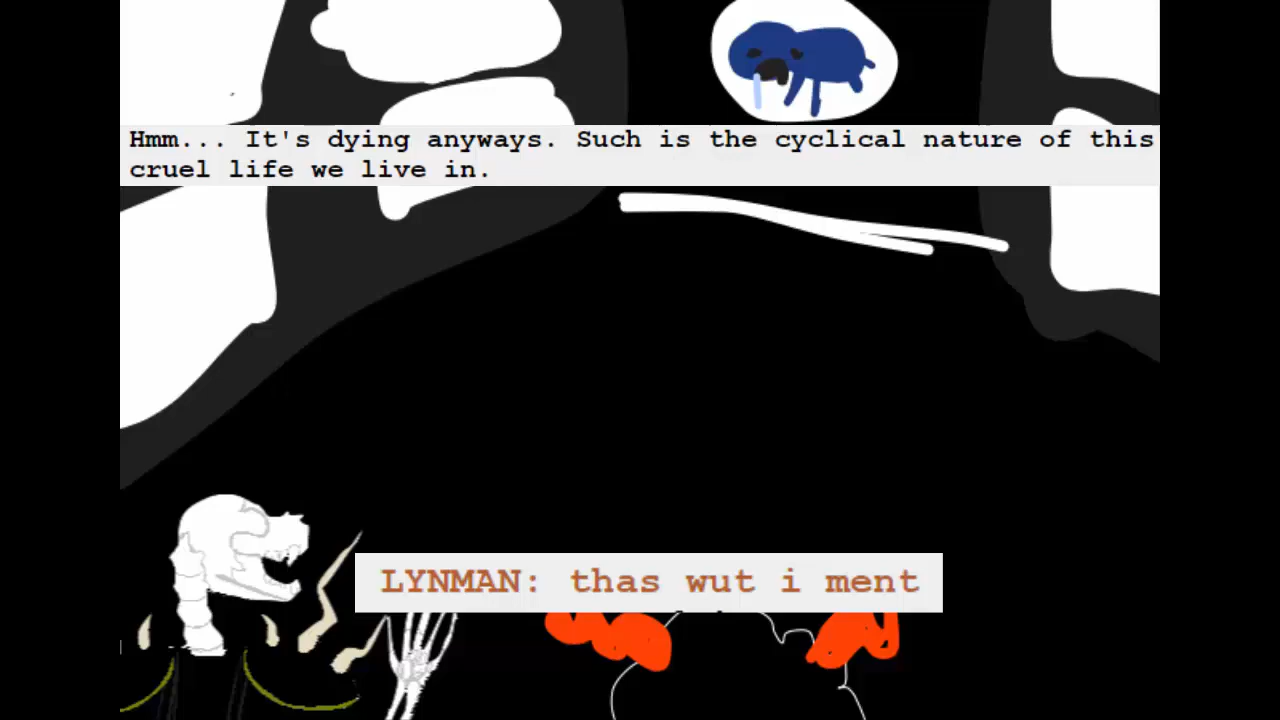 Hmm... It's dying anyways. Such is the cyclical nature of this
cruel life we live in.
LYNMAN: thas wut i ment